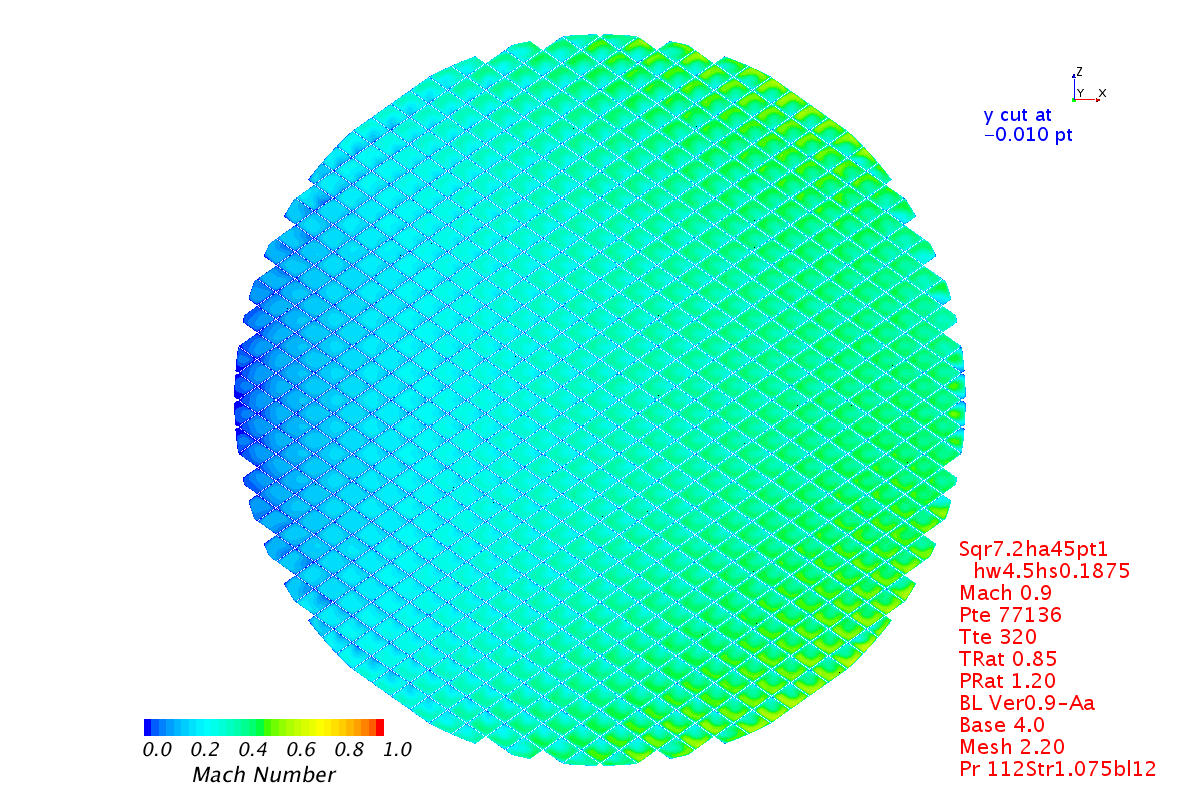 Z
Y X
y cut at
−0.010 pt
Sqr7.2ha45pt1
hw4.5hs0.1875
Mach 0.9
Pte 77136
Tte 320
TRat 0.85
PRat 1.20
BL Ver0.9−Aa
Base 4.0
Mesh 2.20
Pr 112Str1.075bl12
0.0 0.2 0.4 0.6 0.8 1.0
Mach Number